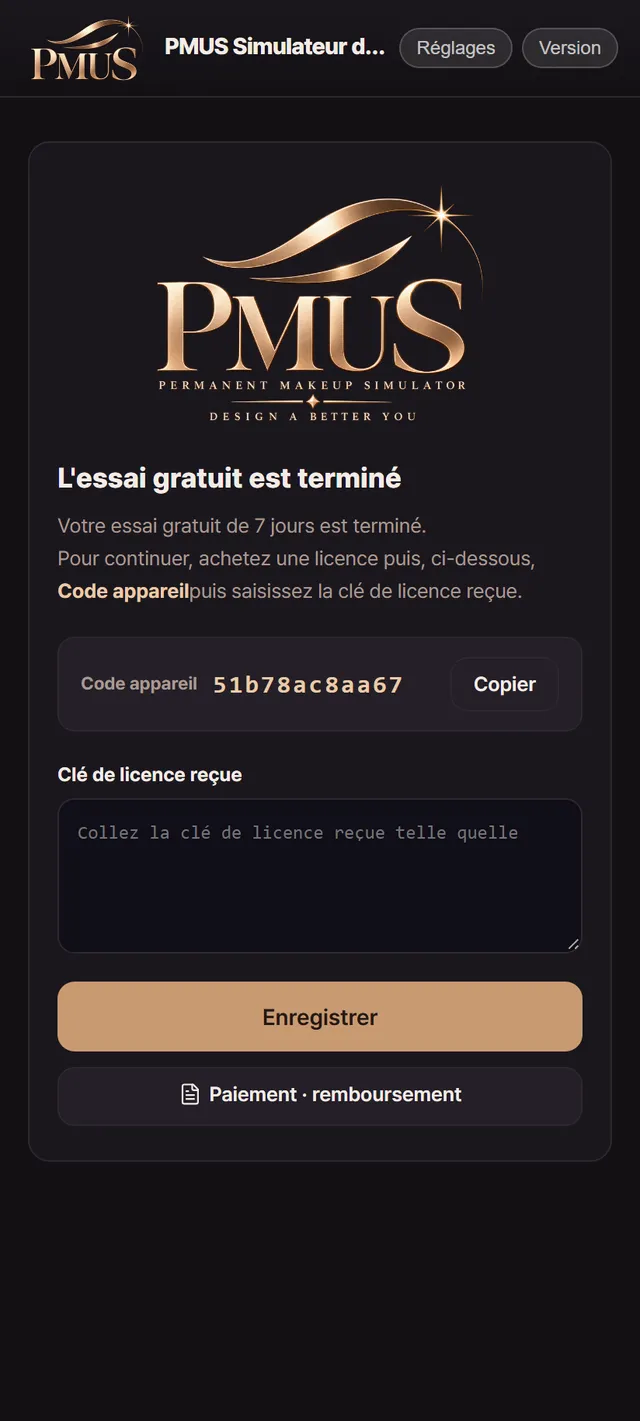 PMUS
PMUS Simulateur d...
Réglages
Version
PMUS
PERMANENT MAKEUP SIMULATOR
DESIGN A BETTER YOU
L'essai gratuit est terminé
Votre essai gratuit de 7 jours est terminé.
Pour continuer, achetez une licence puis, ci-dessous,
Code appareilpuis saisissez la clé de licence reçue.
Code appareil 51b78ac8aa67 Copier
Clé de licence reçue
Collez la clé de licence reçue telle quelle
Enregistrer
Paiement · remboursement